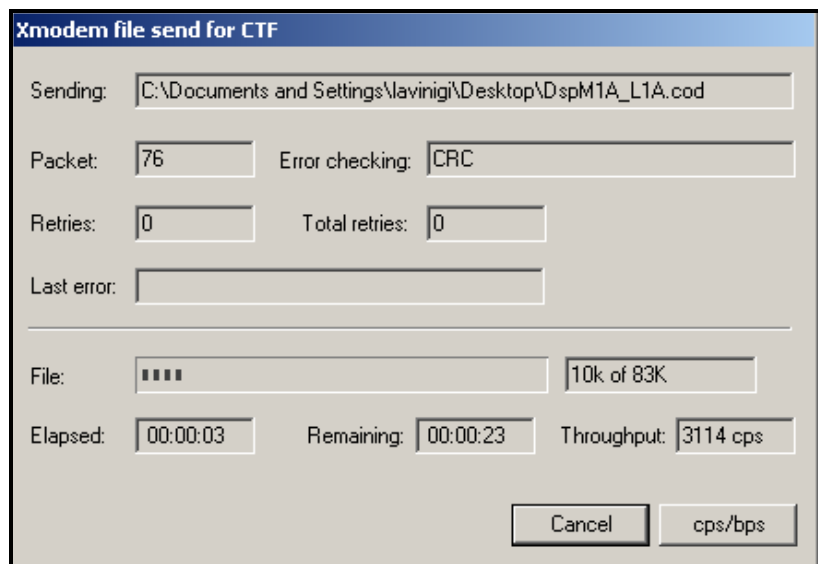 Xmodem file send for CTF
Sending: C:\Documents and Settings\lavinigi\Desktop\DspM1A_L1A.cod
Packet: 76 Error checking: CRC
Retries: 0 Total retries: 0
Last error:
File: 10k of 83K
Elapsed: 00:00:03 Remaining: 00:00:23 Throughput: 3114 cps
Cancel cps/bps